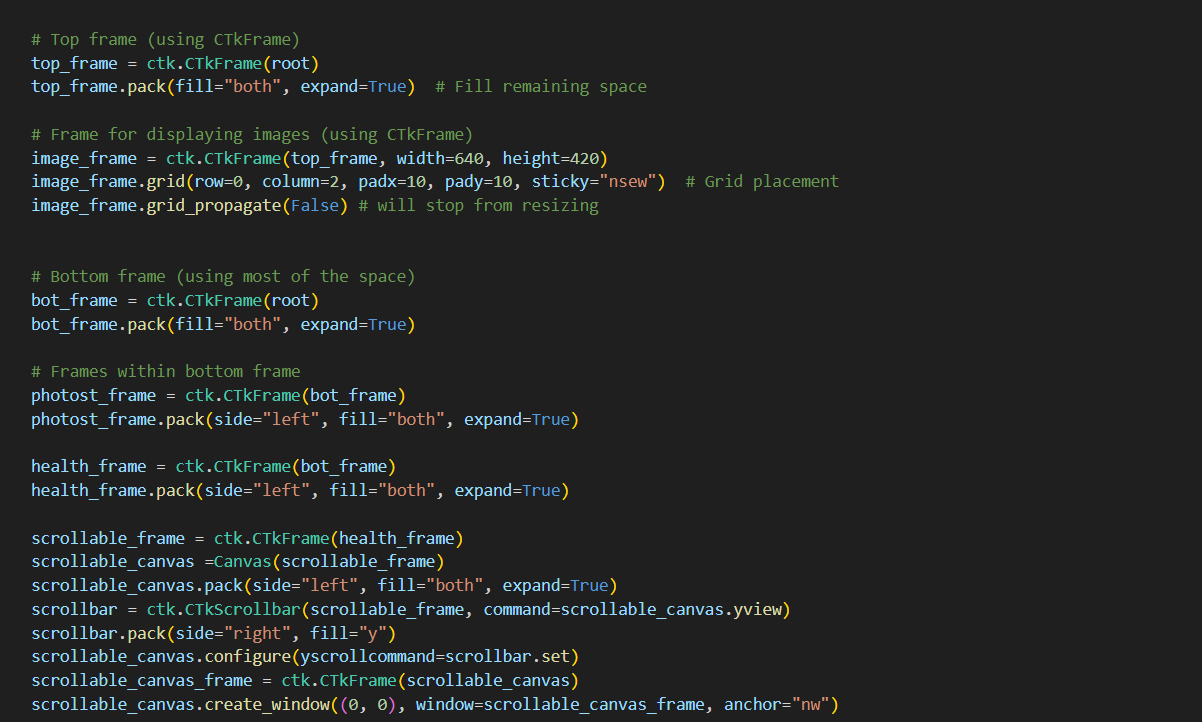 # Top frame (using CTkFrame)
top_frame = ctk.CTkFrame(root)
top_frame.pack(fill="both", expand=True)  # Fill remaining space
# Frame for displaying images (using CTkFrame)
image_frame = ctk.CTkFrame(top_frame, width=640, height=420)
image_frame.grid(row=0, column=2, padx=10, pady=10, sticky="nsew")  # Grid placement
image_frame.grid_propagate(False) # will stop from resizing
# Bottom frame (using most of the space)
bot_frame = ctk.CTkFrame(root)
bot_frame.pack(fill="both", expand=True)
# Frames within bottom frame
photost_frame = ctk.CTkFrame(bot_frame)
photost_frame.pack(side="left", fill="both", expand=True)
health_frame = ctk.CTkFrame(bot_frame)
health_frame.pack(side="left", fill="both", expand=True)
scrollable_frame = ctk.CTkFrame(health_frame)
scrollable_canvas =Canvas(scrollable_frame)
scrollable_canvas.pack(side="left", fill="both", expand=True)
scrollbar = ctk.CTkScrollbar(scrollable_frame, command=scrollable_canvas.yview)
scrollbar.pack(side="right", fill="y")
scrollable_canvas.configure(yscrollcommand=scrollbar.set)
scrollable_canvas_frame = ctk.CTkFrame(scrollable_canvas)
scrollable_canvas.create_window((0, 0), window=scrollable_canvas_frame, anchor="nw")